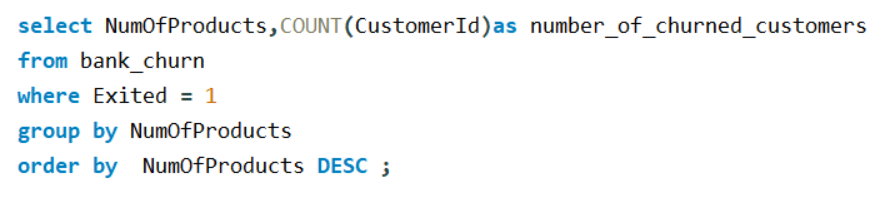 select NumOfProducts,COUNT(CustomerId)as number_of_churned_customers
from bank_churn
where Exited = 1
group by NumOfProducts
order by  NumOfProducts DESC ;